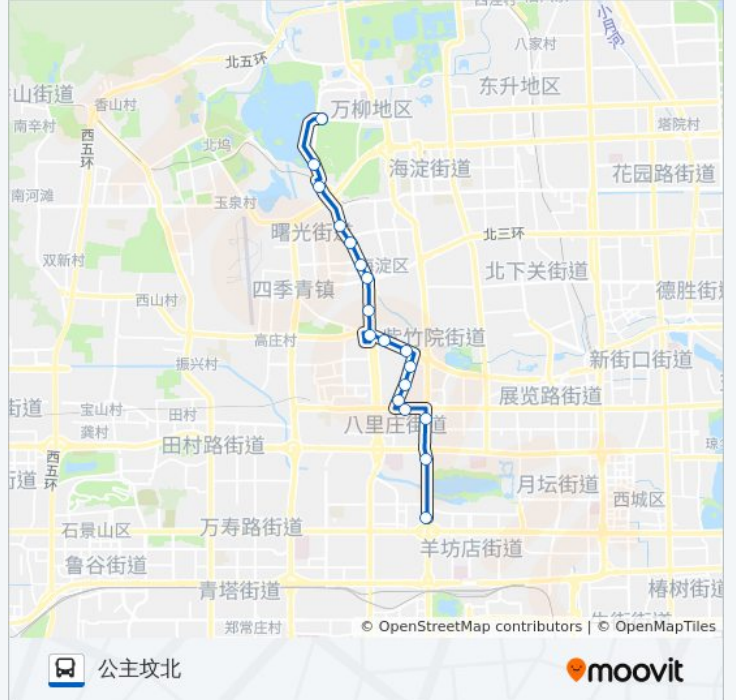 小月河
八家村
北五环
东升地区
山街道
香山村
万柳地区
塔院村
南辛村
西五环
北坞
海淀街道
花园路街道
南河滩
玉泉村
曙光街道
北三环
双新村
海淀区
北下关街道
四季青镇
德胜街
西山村
高庄村
紫竹院街道
振兴村
新街口街道
展览路街道
街道
宝山村
田村
龚村
八里庄街道
田村路街道
西五环
街道
月坛街道
西城区
石景山区
万寿路街道
羊坊店街道
鲁谷街道
青塔街道
椿树街道
郑常庄村
© OpenStreetMap contributors | © OpenMapTiles
公主坟北
moovit